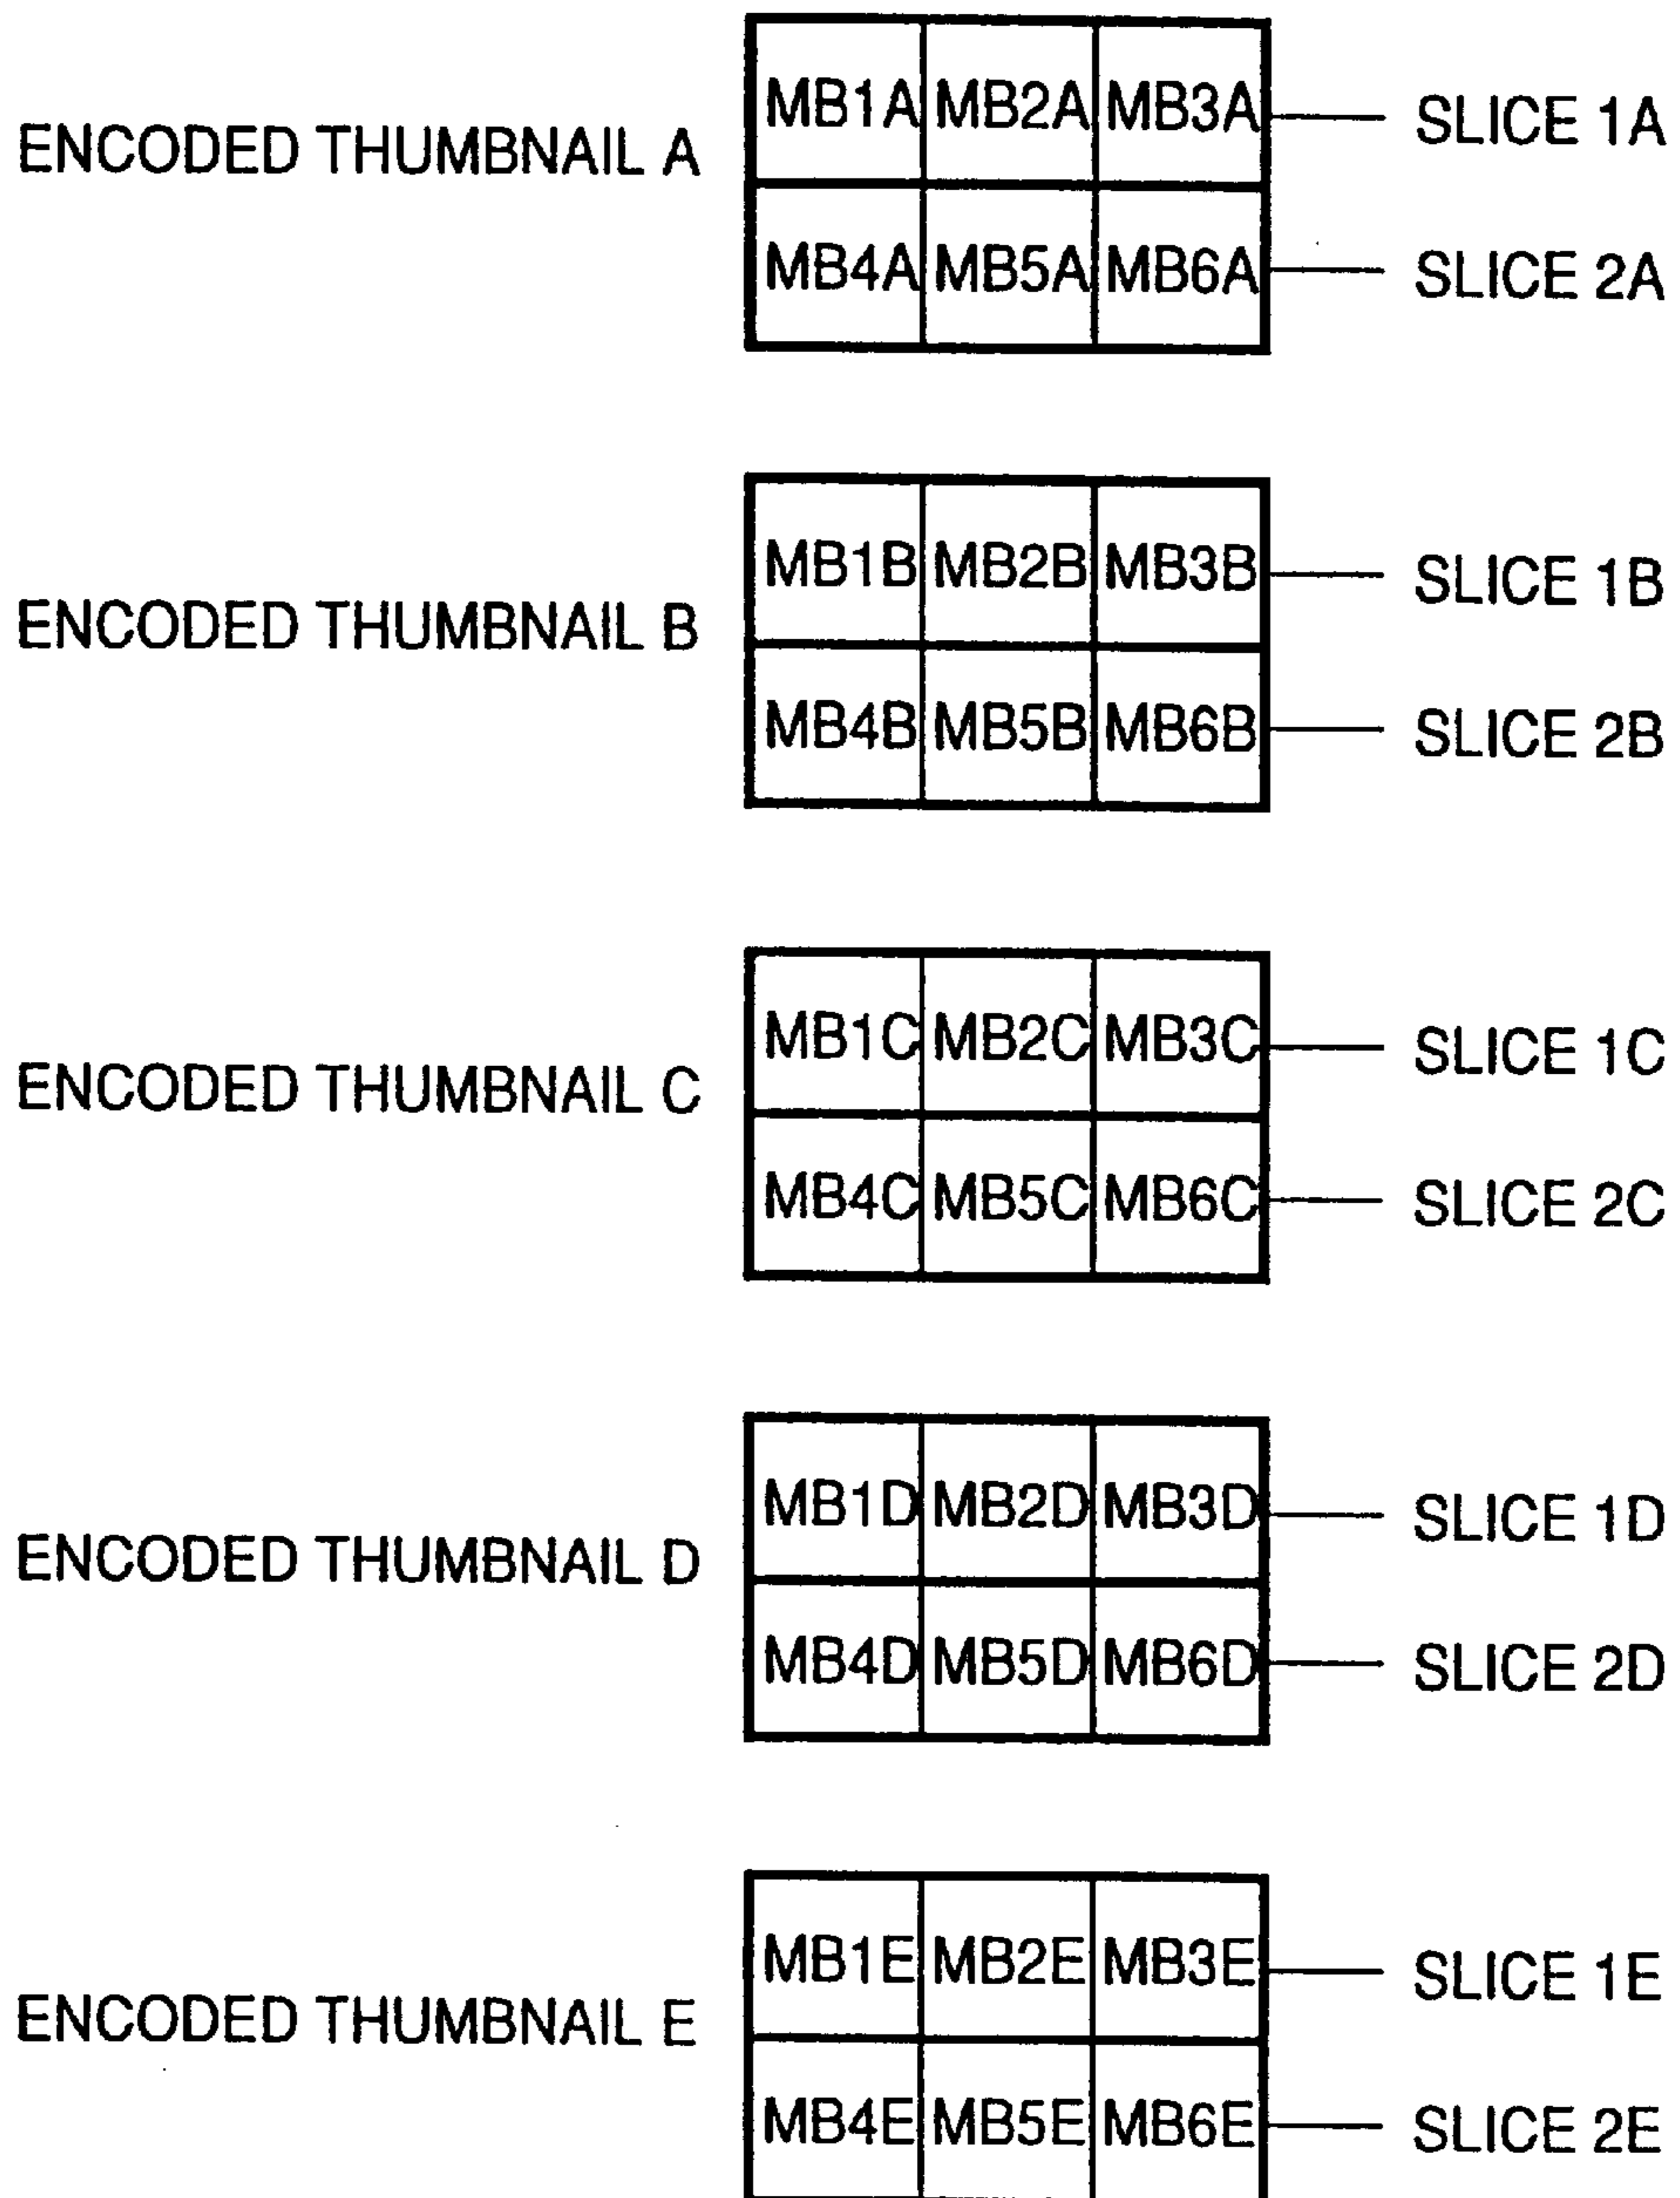 MB1A MB2A MB3A SLICE 1A
ENCODED THUMBNAIL A
MB4A MB5A MB6A SLICE 2A
MB1B MB2B MB3B SLICE 1B
ENCODED THUMBNAIL B
MB4B MB5B MB6B SLICE 2B
MB1C MB2C MB3C SLICE 1C
ENCODED THUMBNAIL C
MB4C MB5C MB6C SLICE 2C
MB1D MB2D MB3D SLICE 1D
ENCODED THUMBNAIL D
MB4D MB5D MB6D SLICE 2D
MB1E MB2E MB3E SLICE 1E
ENCODED THUMBNAIL E
MB4E MB5E MB6E SLICE 2E